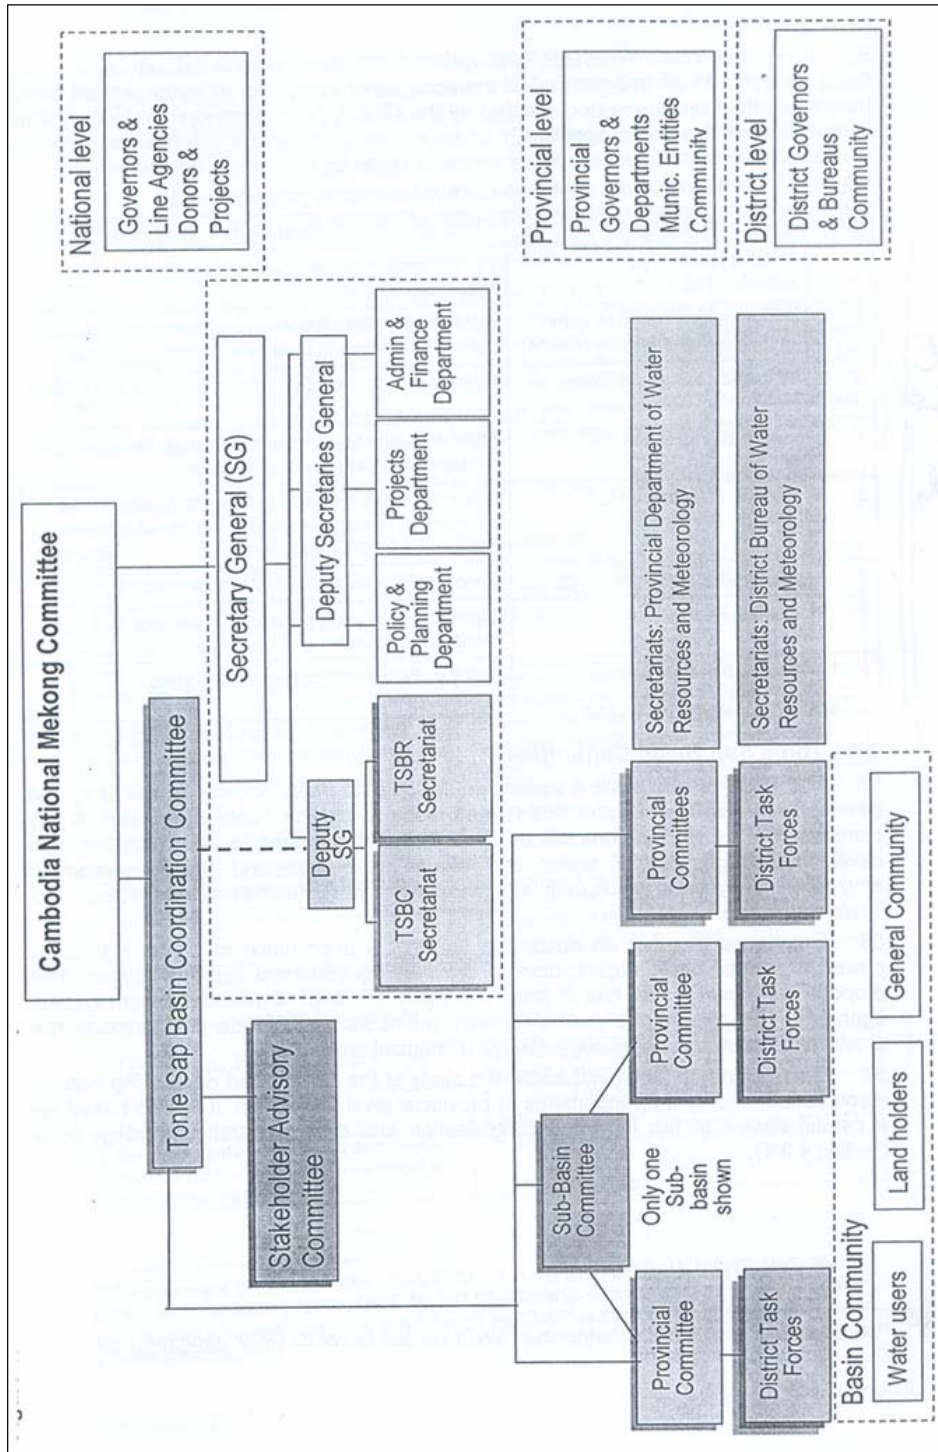 Cambodia National Mekong Committee
Tonle Sap Basin Coordination Committee
Stakeholder Advisory
Committee
Secretary General (SG)
Deputy
SG
Deputy Secretaries General
TSBC
Secretariat
TSBR
Secretariat
Policy &
Planning
Department
Projects
Department
Admin &
Finance
Department
National level
Governors &
Line Agencies
Donors &
Projects
Sub-Basin
Committee
Only one
Sub-
basin
shown
Provincial
Committee
Provincial
Committee
Provincial
Committees
Secretariats: Provincial Department of Water
Resources and Meteorology
Provincial level
Provincial
Governors &
Departments
Munic. Entities
Community
District Task
Forces
District Task
Forces
District Task
Forces
Secretariats: District Bureau of Water
Resources and Meteorology
District level
District Governors
& Bureaus
Community
Basin Community
Water users
Land holders
General Community